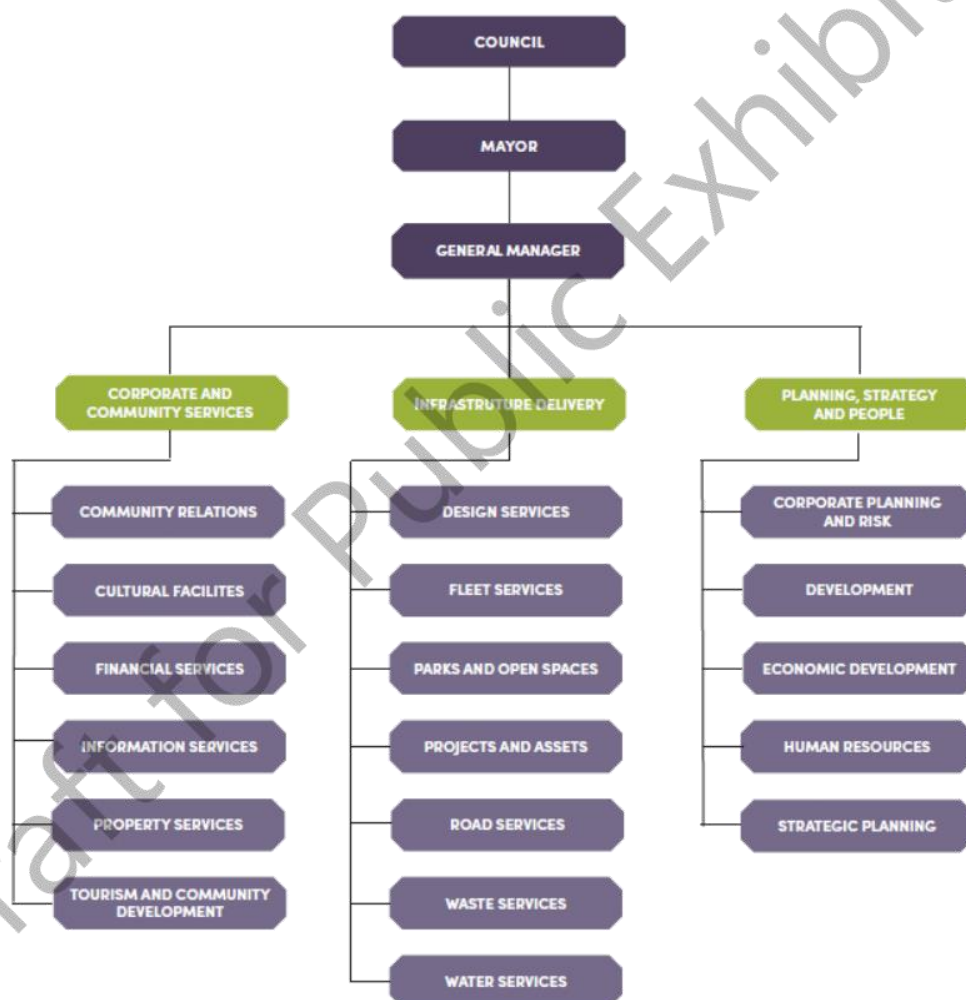 COUNCIL
MAYOR
GENERAL MANAGER
CORPORATE AND
COMMUNITY SERVICES
COMMUNITY RELATIONS
CULTURAL FACILITES
FINANCIAL SERVICES
INFORMATION SERVICES
PROPERTY SERVICES
TOURISM AND COMMUNITY
DEVELOPMENT
INFRASTRUTURE DELIVERY
DESIGN SERVICES
FLEET SERVICES
PARKS AND OPEN SPACES
PROJECTS AND ASSETS
ROAD SERVICES
WASTE SERVICES
WATER SERVICES
PLANNING, STRATEGY
AND PEOPLE
CORPORATE PLANNING
AND RISK
DEVELOPMENT
ECONOMIC DEVELOPMENT
HUMAN RESOURCES
STRATEGIC PLANNING
for Public